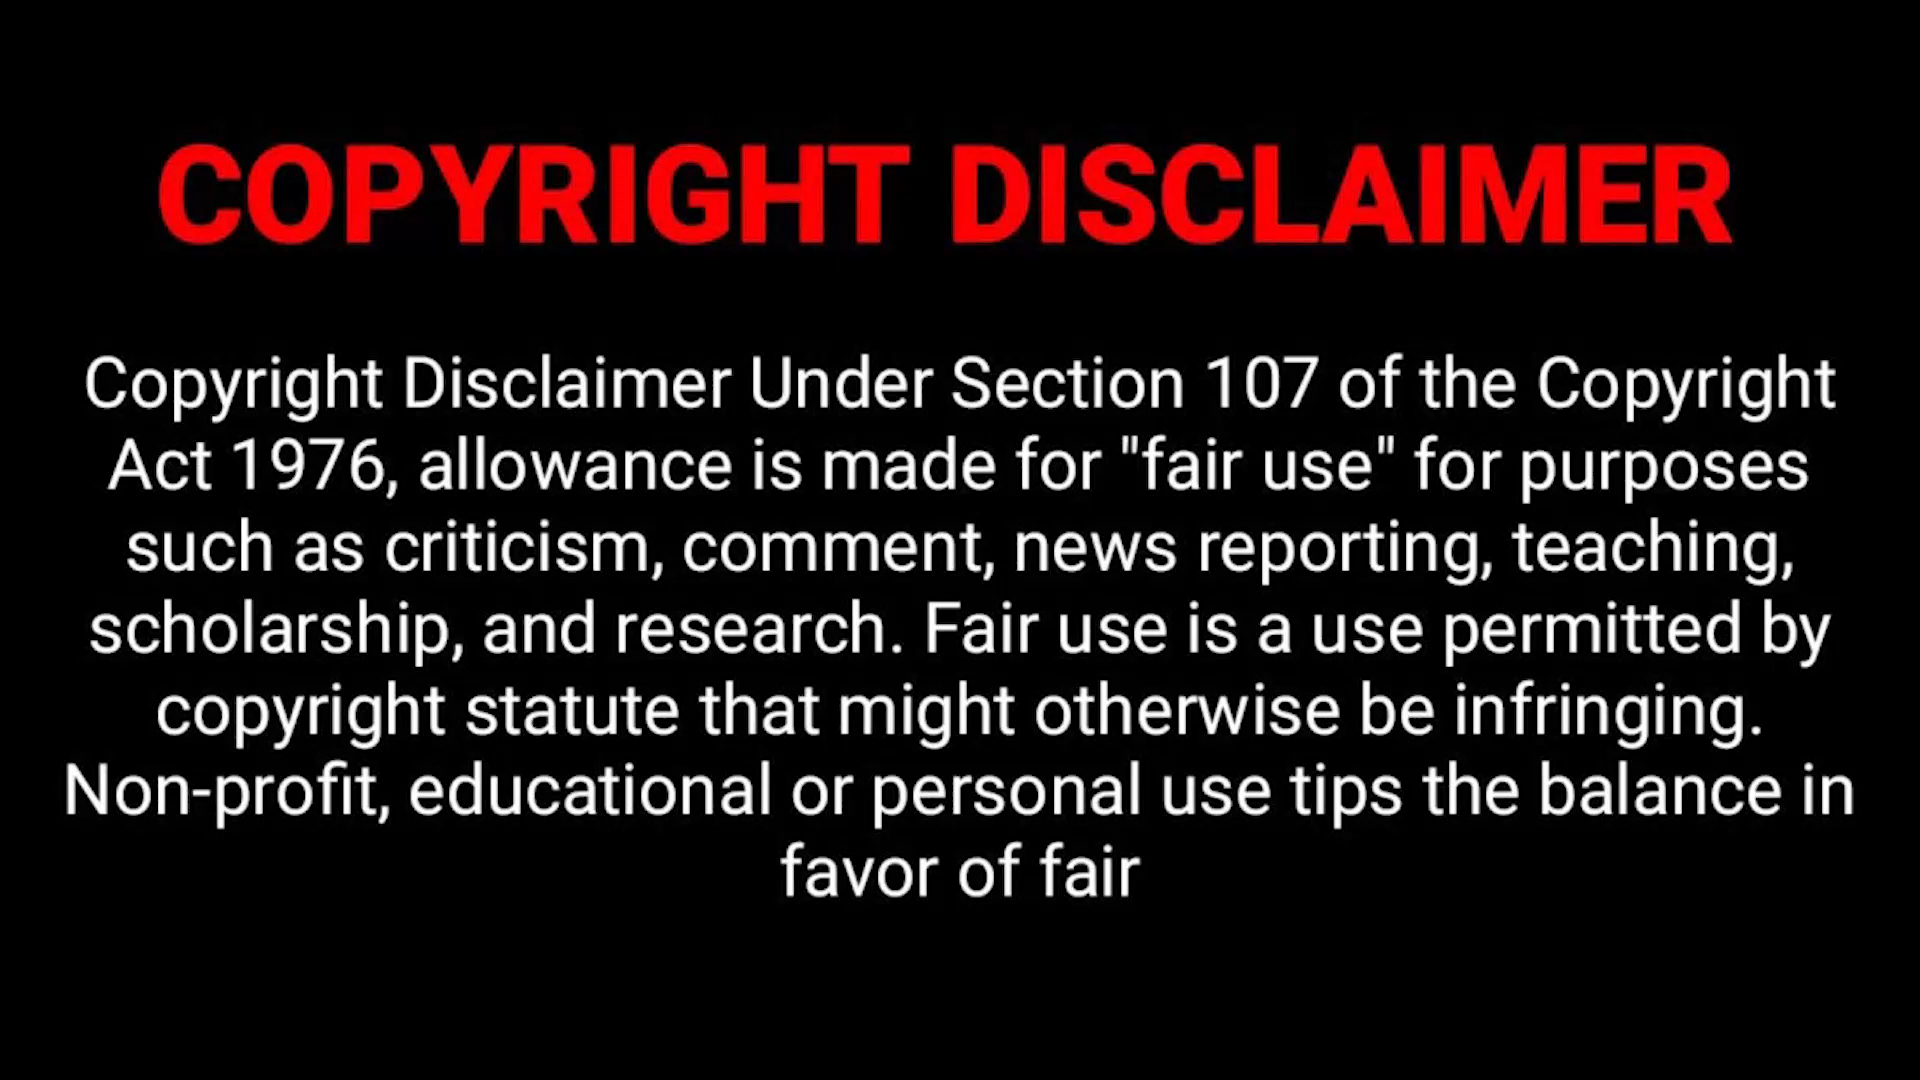 COPYRIGHT DISCLAIMER
Copyright Disclaimer Under Section 107 of the Copyright
Act 1976, allowance is made for "fair use" for purposes
such as criticism, comment, news reporting, teaching,
scholarship, and research. Fair use is a use permitted by
copyright statute that might otherwise be infringing.
Non-profit, educational or personal use tips the balance in
favor of fair